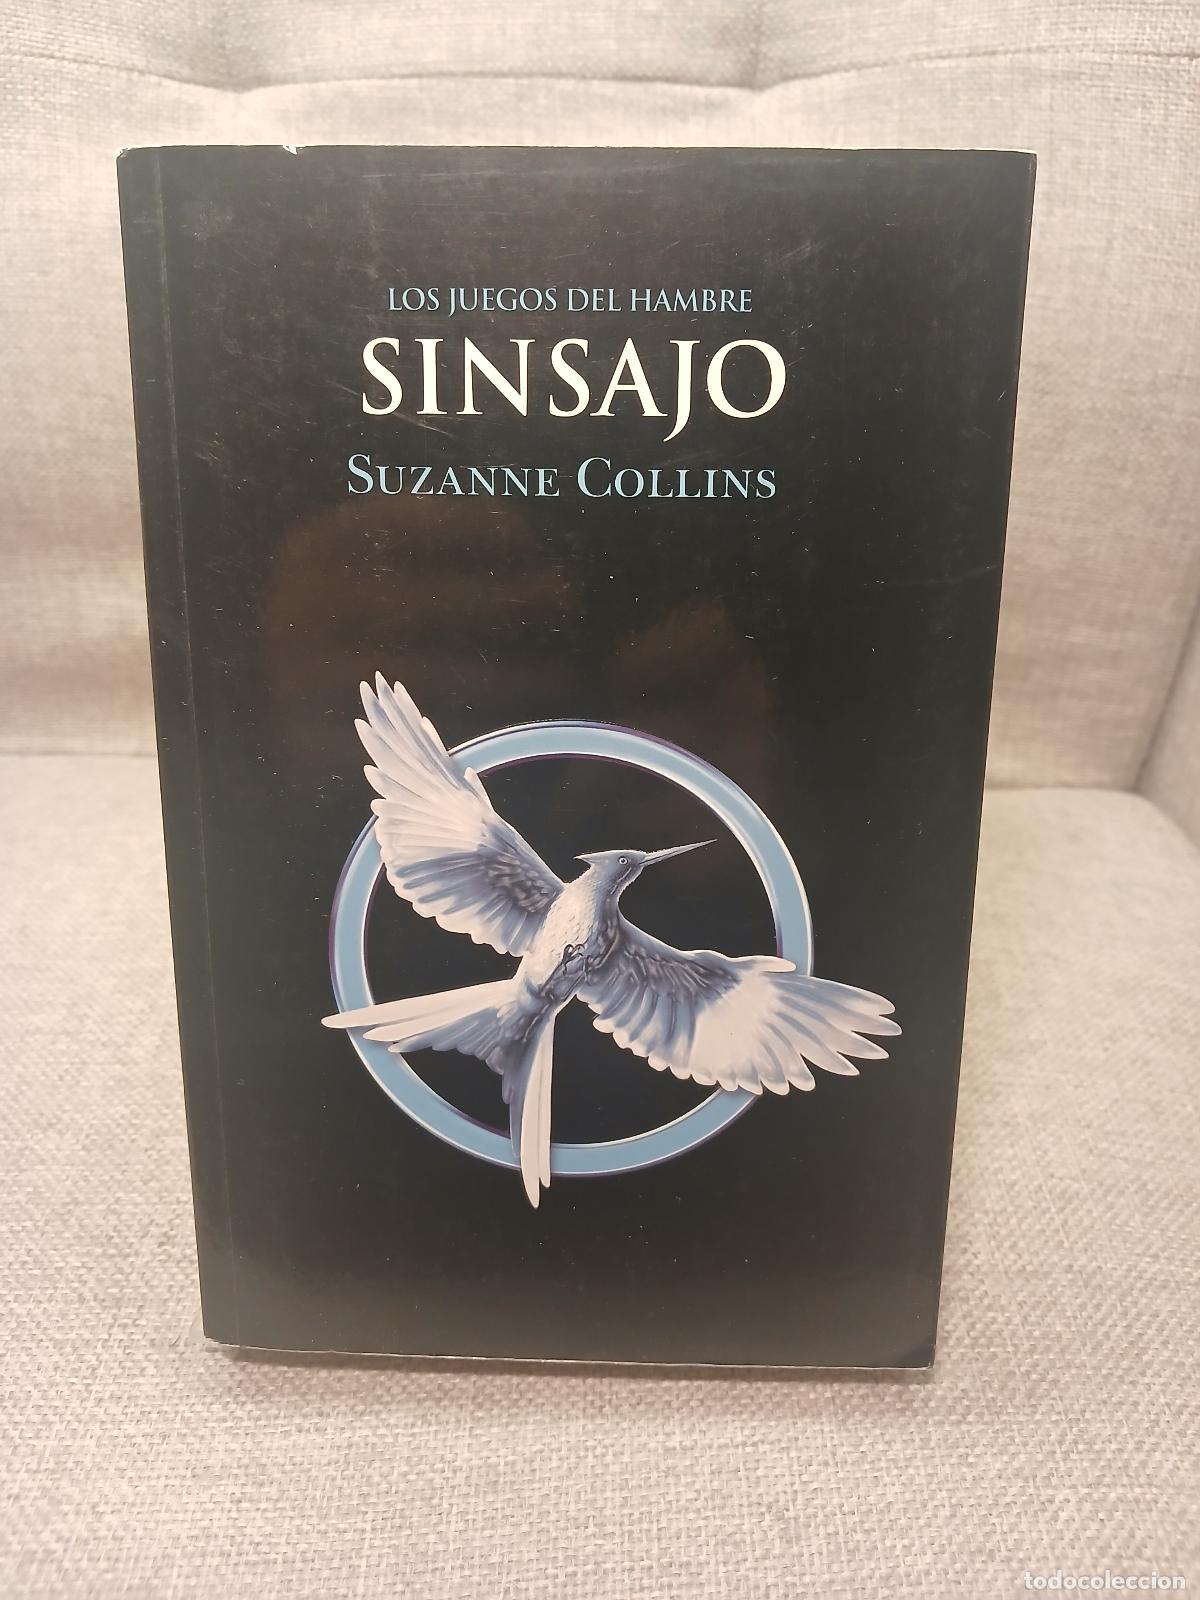 LOS JUEGOS DEL HAMBRE
SINSAJO
SUZANNE COLLINS
todocoleccion